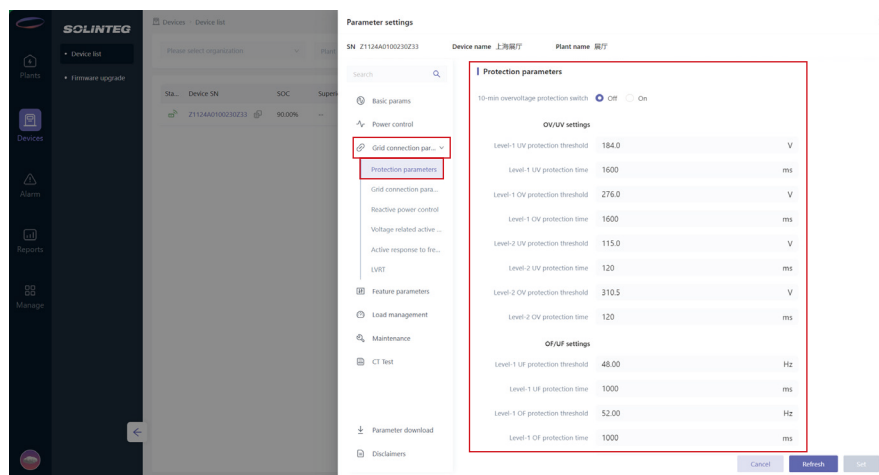 SOLINTEG
Plants
Devices
Alarm
Reports
Manage
Device list
Firmware upgrade
Devices - Device list
Please select organization
Plant
Sta...
Device SN
SOC
Superi
Z1124A0100230Z33
90.00%
--
Parameter settings
SN Z1124A0100230Z33
Device name 上海展厅
Plant name 展厅
Search
Basic params
Power control
Grid connection par...
Protection parameters
Grid connection para...
Reactive power control
Voltage related active ...
Active response to fre...
LVRT
Feature parameters
Load management
Maintenance
CT Test
Parameter download
Disclaimers
Protection parameters
10-min overvoltage protection switch Off On
OV/UV settings
Level-1 UV protection threshold 184.0 V
Level-1 UV protection time 1600 ms
Level-1 OV protection threshold 276.0 V
Level-1 OV protection time 1600 ms
Level-2 UV protection threshold 115.0 V
Level-2 UV protection time 120 ms
Level-2 OV protection threshold 310.5 V
Level-2 OV protection time 120 ms
OF/UF settings
Level-1 UF protection threshold 48.00 Hz
Level-1 UF protection time 1000 ms
Level-1 OF protection threshold 52.00 Hz
Level-1 OF protection time 1000 ms
Cancel
Refresh
Set